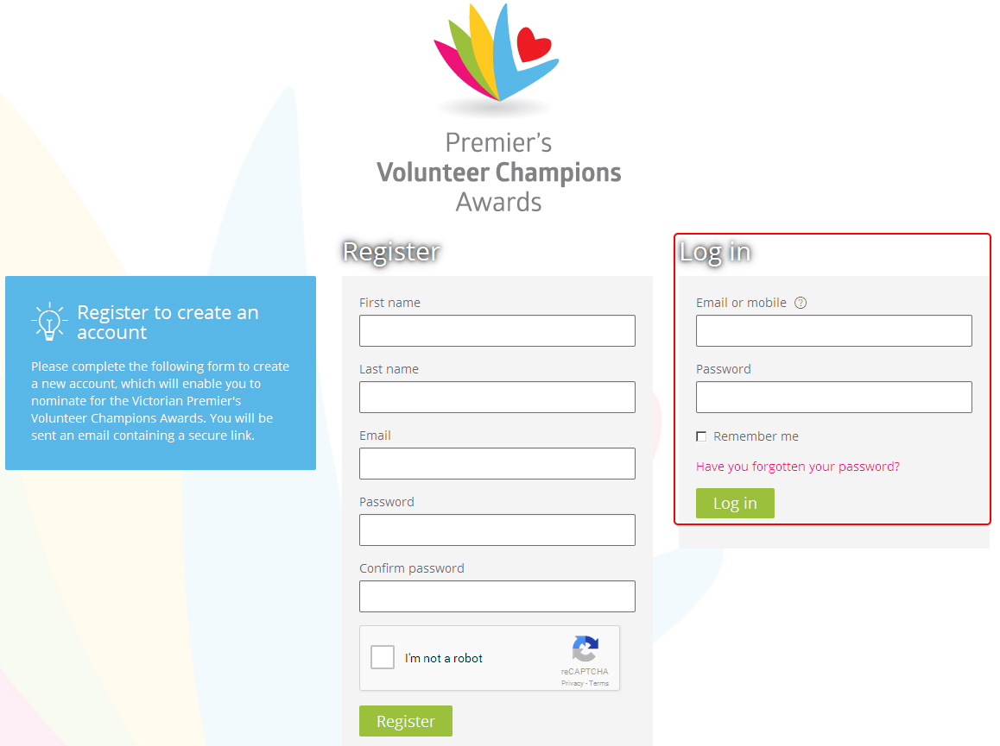 Premier's
Volunteer Champions
Awards
Register to create an
account
Please complete the following form to create
a new account, which will enable you to
nominate for the Victorian Premier's
Volunteer Champions Awards. You will be
sent an email containing a secure link.
Register
First name
Last name
Email
Password
Confirm password
I'm not a robot
reCAPTCHA
Privacy - Terms
Register
Log in
Email or mobile ?
Password
Remember me
Have you forgotten your password?
Log in